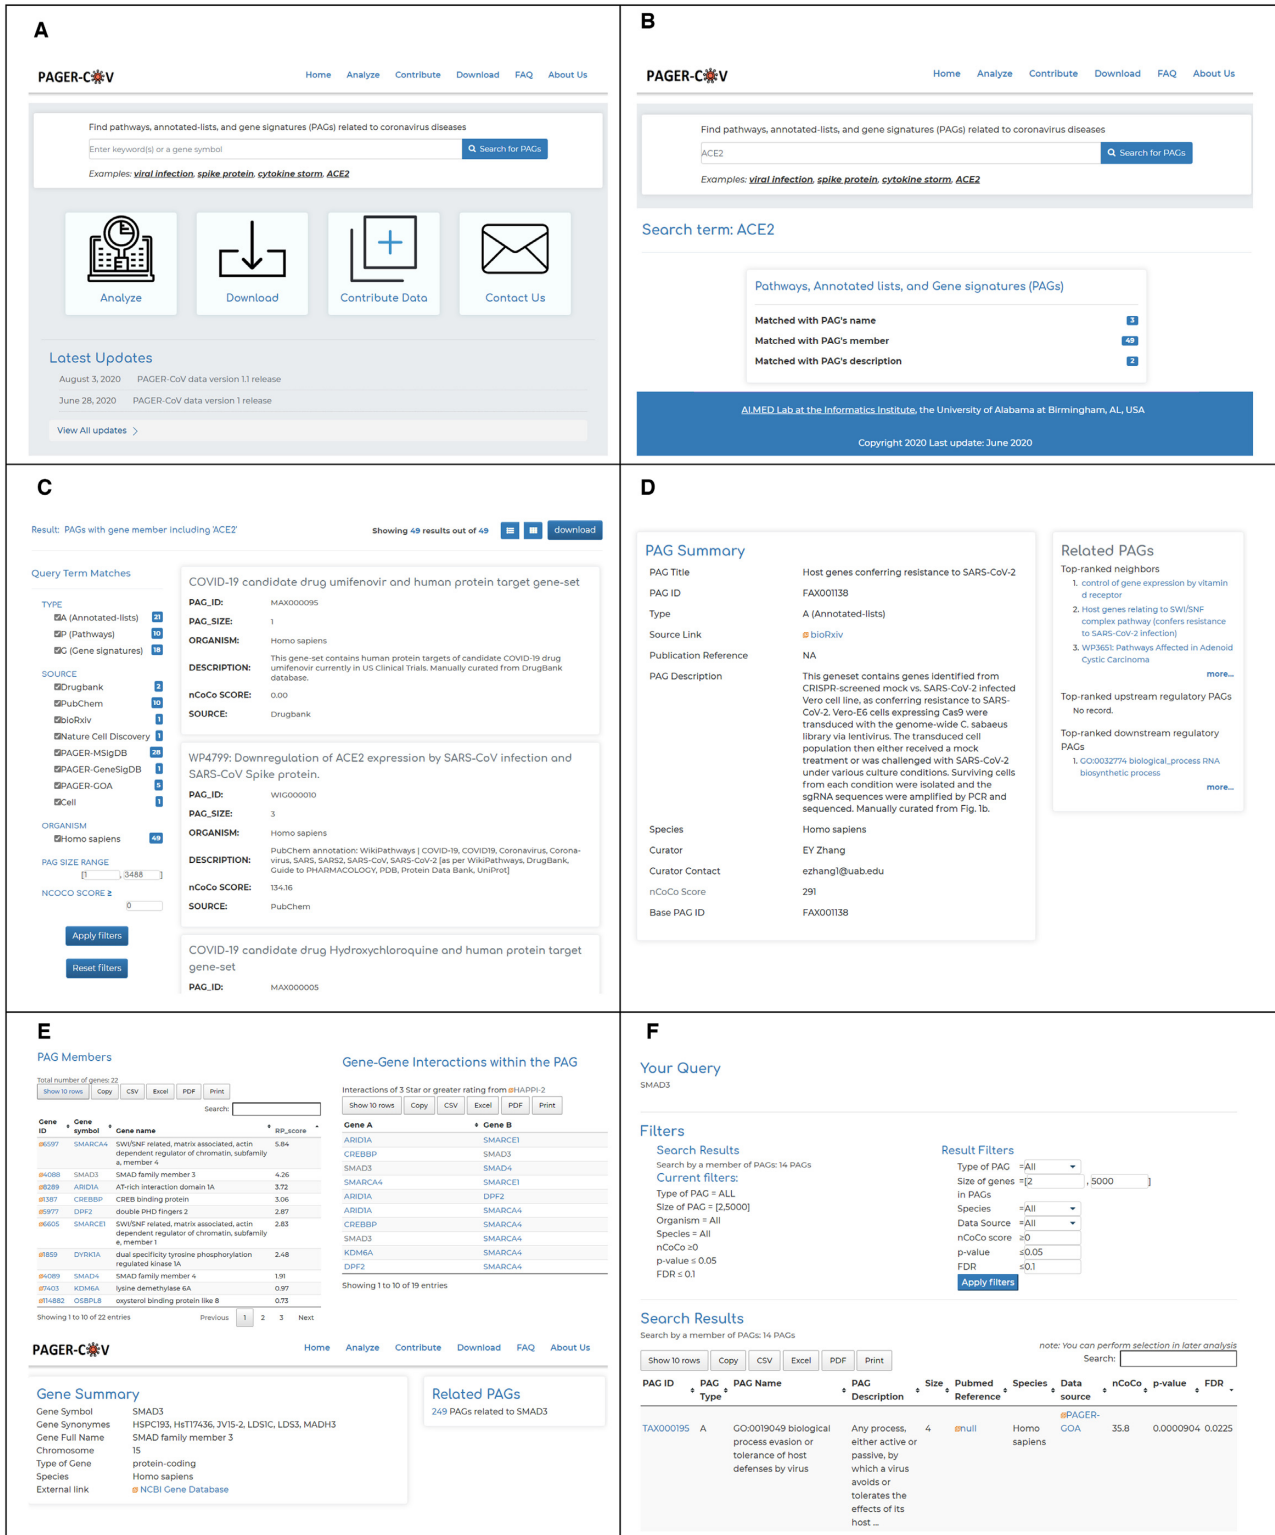 A
PAGER-C V
Home Analyze Contribute Download FAQ About Us
Find pathways, annotated-lists, and gene signatures (PAGs) related to coronavirus diseases
Enter keyword(s) or a gene symbol
Search for PAGs
Examples: viral infection, spike protein, cytokine storm, ACE2
Analyze
Download
Contribute Data
Contact Us
Latest Updates
August 3, 2020 PAGER-CoV data version 1.1 release
June 28, 2020 PAGER-CoV data version 1 release
View All updates
B
PAGER-C V
Home Analyze Contribute Download FAQ About Us
Find pathways, annotated-lists, and gene signatures (PAGs) related to coronavirus diseases
ACE2
Search for PAGs
Examples: viral infection, spike protein, cytokine storm, ACE2
Search term: ACE2
Pathways, Annotated lists, and Gene signatures (PAGs)
Matched with PAG's name 3
Matched with PAG's member 49
Matched with PAG's description 2
AI.MED Lab at the Informatics Institute, the University of Alabama at Birmingham, AL, USA
Copyright 2020 Last update: June 2020
C
Result: PAGs with gene member including 'ACE2'
Showing 49 results out of 49
download
Query Term Matches
TYPE
A (Annotated-lists) 21
P (Pathways) 10
G (Gene signatures) 18
SOURCE
Drugbank 2
PubChem 10
bioRxiv 1
Nature Cell Discovery 1
PAGER-MSigDB 28
PAGER-GeneSigDB 1
PAGER-GOA 5
Cell 1
ORGANISM
Homo sapiens 49
PAG SIZE RANGE
[1 , 3488 ]
NCOCO SCORE ≥
0
Apply filters
Reset filters
COVID-19 candidate drug umifenovir and human protein target gene-set
PAG_ID: MAX000095
PAG_SIZE: 1
ORGANISM: Homo sapiens
DESCRIPTION: This gene-set contains human protein targets of candidate COVID-19 drug
umifenovir currently in US Clinical Trials. Manually curated from DrugBank
database.
nCoCo SCORE: 0.00
SOURCE: Drugbank
WP4799: Downregulation of ACE2 expression by SARS-CoV infection and
SARS-CoV Spike protein.
PAG_ID: WIG000010
PAG_SIZE: 3
ORGANISM: Homo sapiens
DESCRIPTION: PubChem annotation: WikiPathways | COVID-19, COVID19, Coronavirus, Corona-
virus, SARS, SARS2, SARS-CoV, SARS-CoV-2 [as per WikiPathways, DrugBank,
Guide to PHARMACOLOGY, PDB, Protein Data Bank, UniProt]
nCoCo SCORE: 134.16
SOURCE: PubChem
COVID-19 candidate drug Hydroxychloroquine and human protein target
gene-set
PAG_ID: MAX000005
D
PAG Summary
PAG Title Host genes conferring resistance to SARS-CoV-2
PAG ID FAX001138
Type A (Annotated-lists)
Source Link bioRxiv
Publication Reference NA
PAG Description This geneset contains genes identified from
CRISPR-screened mock vs. SARS-CoV-2 infected
Vero cell line, as conferring resistance to SARS-
CoV-2. Vero-E6 cells expressing Cas9 were
transduced with the genome-wide C. sabaeus
library via lentivirus. The transduced cell
population then either received a mock
treatment or was challenged with SARS-CoV-2
under various culture conditions. Surviving cells
from each condition were isolated and the
sgRNA sequences were amplified by PCR and
sequenced. Manually curated from Fig. 1b.
Species Homo sapiens
Curator EY Zhang
Curator Contact ezhang1@uab.edu
nCoCo Score 291
Base PAG ID FAX001138
Related PAGs
Top-ranked neighbors
1. control of gene expression by vitamin
d receptor
2. Host genes relating to SWI/SNF
complex pathway (confers resistance
to SARS-CoV-2 infection)
3. WP3651: Pathways Affected in Adenoid
Cystic Carcinoma
more...
Top-ranked upstream regulatory PAGs
No record.
Top-ranked downstream regulatory
PAGs
1. GO:0032774 biological_process RNA
biosynthetic process
more...
E
PAG Members
Total number of genes: 22
Show 10 rows Copy CSV Excel PDF Print
Search:
Gene ID Gene symbol Gene name RP_score
6597 SMARCA4 SWI/SNF related, matrix associated, actin 5.84
dependent regulator of chromatin, subfamily
a, member 4
4088 SMAD3 SMAD family member 3 4.26
8289 ARID1A AT-rich interaction domain 1A 3.72
1387 CREBBP CREB binding protein 3.06
5977 DPF2 double PHD fingers 2 2.87
6605 SMARCE1 SWI/SNF related, matrix associated, actin 2.83
dependent regulator of chromatin, subfamily
e, member 1
1859 DYRK1A dual specificity tyrosine phosphorylation 2.48
regulated kinase 1A
4089 SMAD4 SMAD family member 4 1.91
7403 KDM6A lysine demethylase 6A 0.97
114882 OSBPL8 oxysterol binding protein like 8 0.73
Showing 1 to 10 of 22 entries
Previous 1 2 3 Next
Gene-Gene Interactions within the PAG
Interactions of 3 Star or greater rating from HAPPI-2
Show 10 rows Copy CSV Excel PDF Print
Gene A Gene B
ARID1A SMARCE1
CREBBP SMAD3
SMAD3 SMAD4
SMARCA4 SMARCE1
ARID1A DPF2
ARID1A SMARCA4
CREBBP SMARCA4
SMAD3 SMARCA4
KDM6A SMARCA4
DPF2 SMARCA4
Showing 1 to 10 of 19 entries
PAGER-C V
Home Analyze Contribute Download FAQ About Us
Gene Summary
Gene Symbol SMAD3
Gene Synonymes HSPC193, HsT17436, JV15-2, LDS1C, LDS3, MADH3
Gene Full Name SMAD family member 3
Chromosome 15
Type of Gene protein-coding
Species Homo sapiens
External link NCBI Gene Database
Related PAGs
249 PAGs related to SMAD3
F
Your Query
SMAD3
Filters
Search Results
Search by a member of PAGs: 14 PAGs
Current filters:
Type of PAG = ALL
Size of PAG = [2,5000]
Organism = All
Species = All
nCoCo ≥0
p-value ≤ 0.05
FDR ≤ 0.1
Result Filters
Type of PAG =All
Size of genes =[2 , 5000 ]
in PAGs
Species =All
Data Source =All
nCoCo score ≥0
p-value ≤0.05
FDR ≤0.1
Apply filters
Search Results
Search by a member of PAGs: 14 PAGs
note: You can perform selection in later analysis
Show 10 rows Copy CSV Excel PDF Print
Search:
PAG ID PAG Type PAG Name PAG Description Size Pubmed Reference Species Data source nCoCo p-value FDR
TAX000195 A GO:0019049 biological process evasion or tolerance of host defenses by virus Any process, either active or passive, by which a virus avoids or tolerates the effects of its host ... 4 null Homo sapiens PAGER-GOA 35.8 0.0000904 0.0225